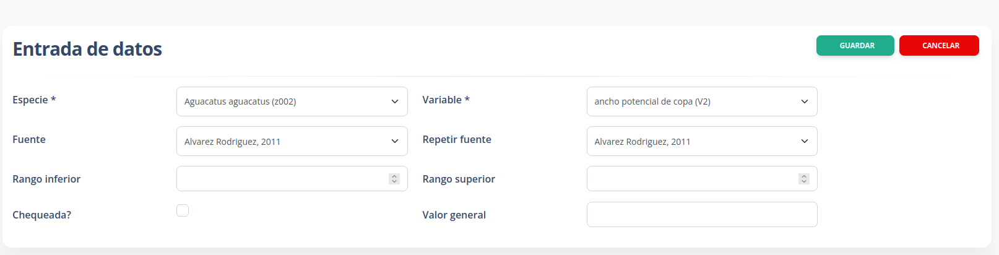 Entrada de datos
GUARDAR
CANCELAR
Especie *
Aguacatus aguacatus (z002)
Variable *
ancho potencial de copa (V2)
Fuente
Alvarez Rodriguez, 2011
Repetir fuente
Alvarez Rodriguez, 2011
Rango inferior
Rango superior
Chequeada?
Valor general